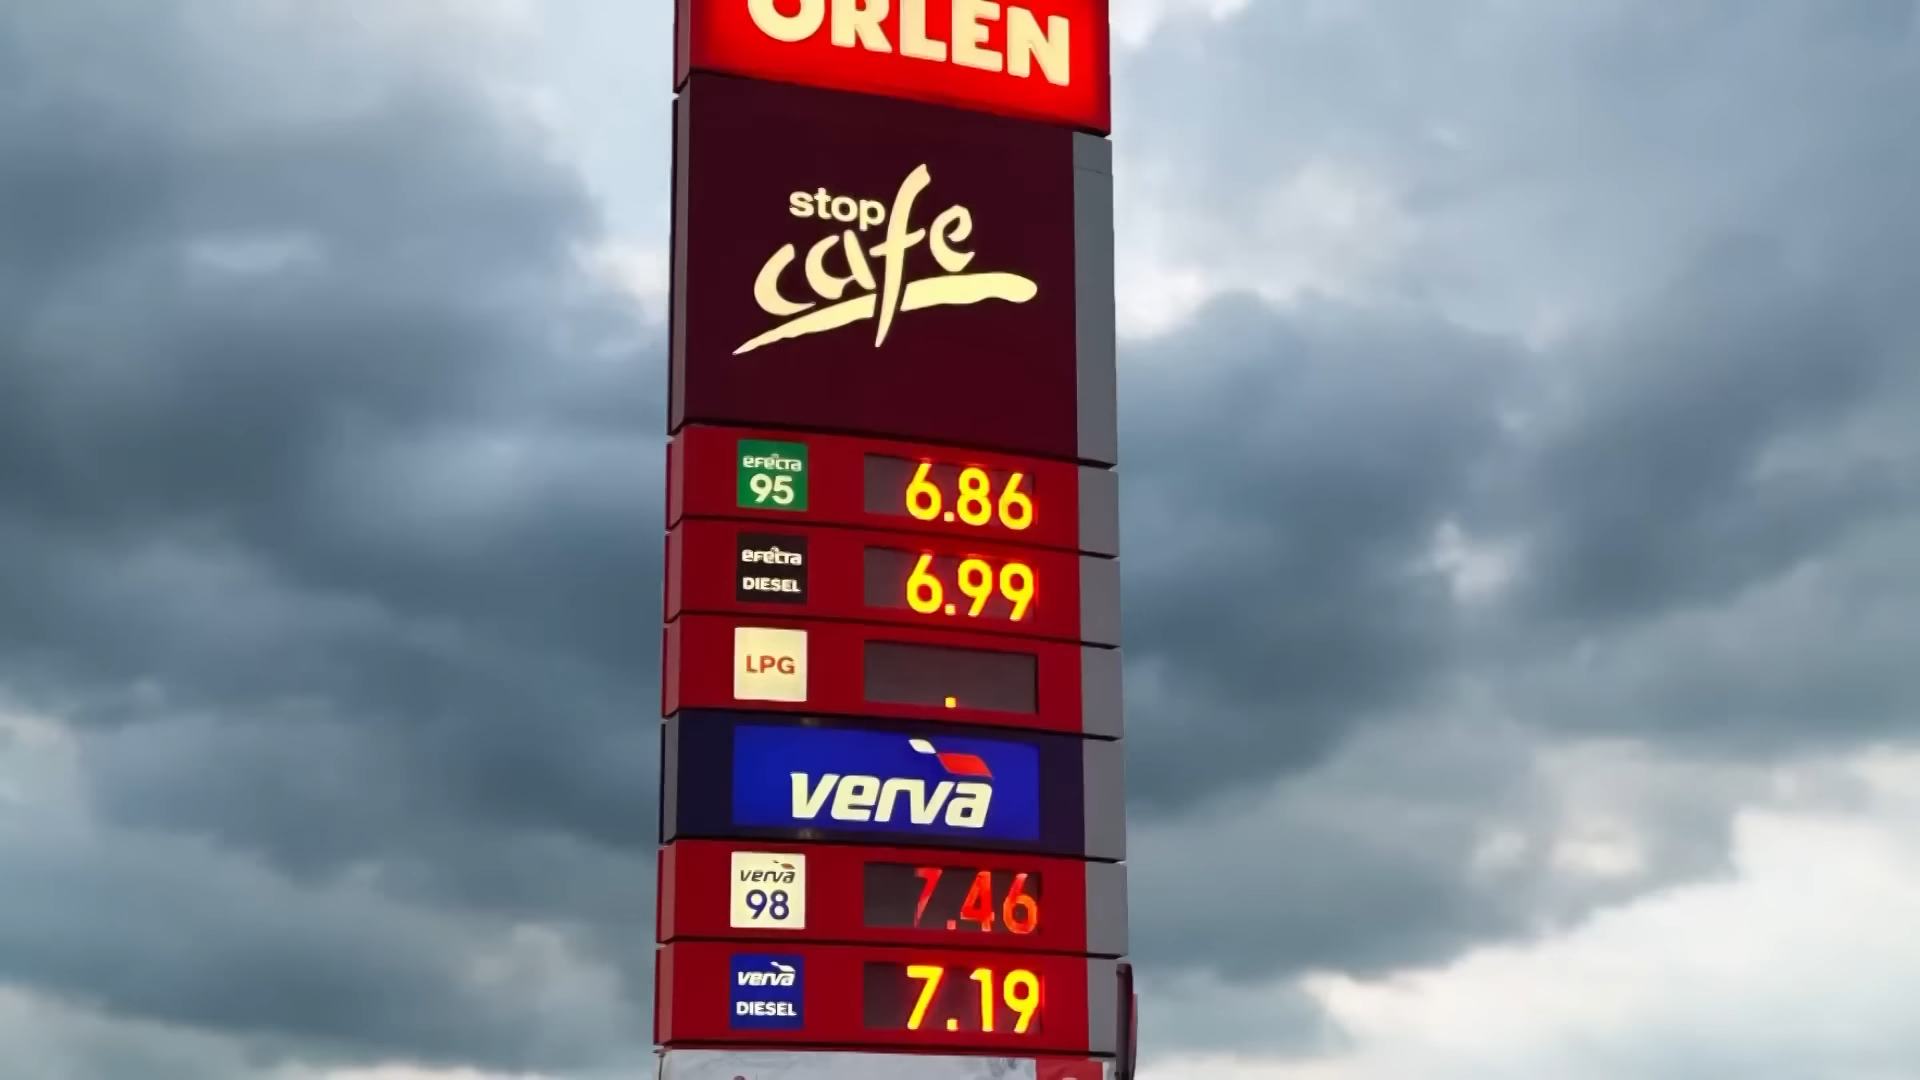 ORLEN
stop
cafe
efecta
95
6.86
efecta
DIESEL
6.99
LPG
.
verva
verva
98
7.46
verva
DIESEL
7.19